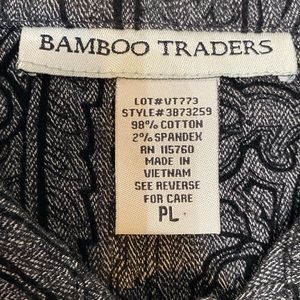 BAMBOO TRADERS
LOT# VT773
STYLE# 3B73259
98% COTTON
2% SPANDEX
RN 115760
MADE IN
VIETNAM
SEE REVERSE
FOR CARE
PL